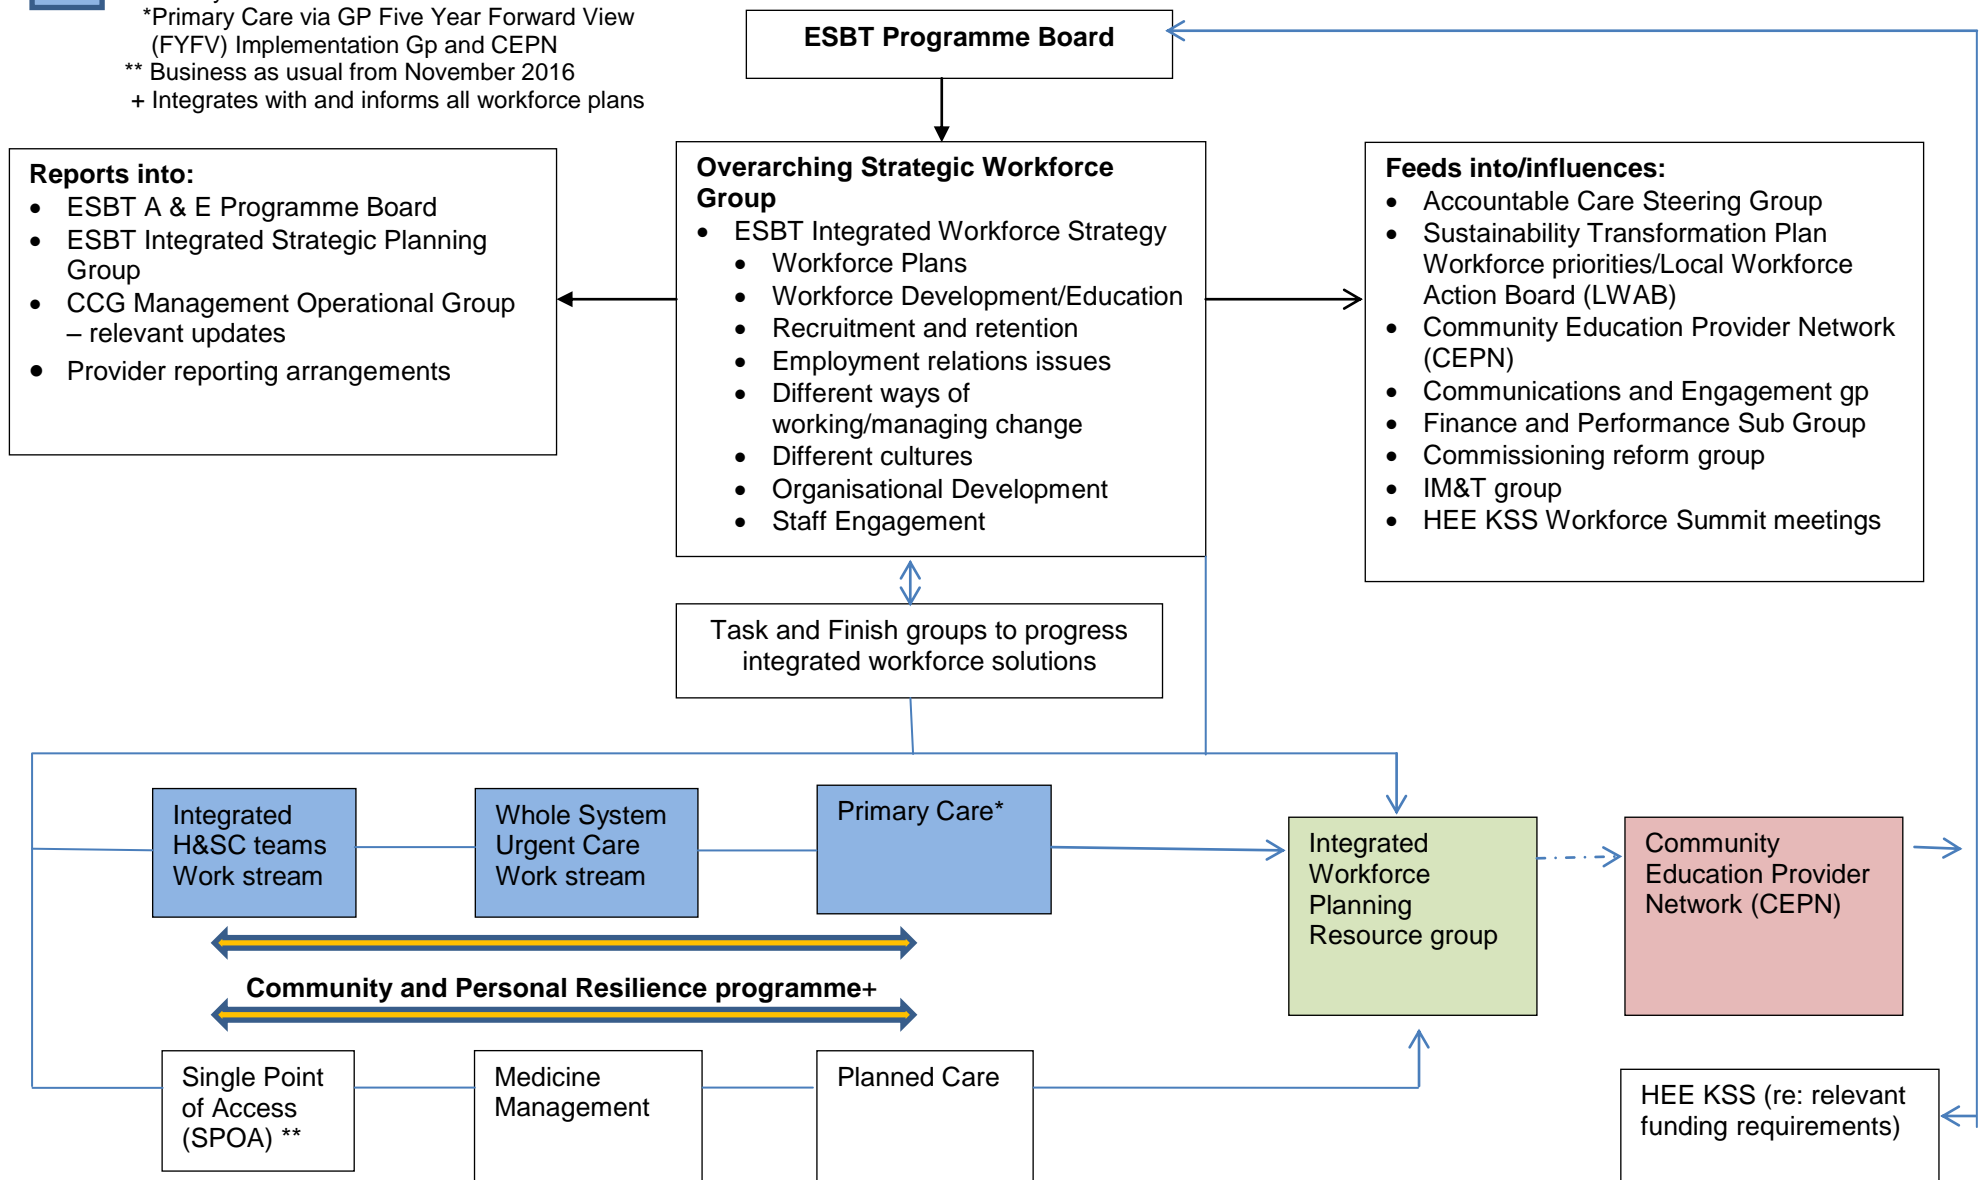 *Primary Care via GP Five Year Forward View
(FYFV) Implementation Gp and CEPN
** Business as usual from November 2016
+ Integrates with and informs all workforce plans
ESBT Programme Board
Reports into:
• ESBT A & E Programme Board
• ESBT Integrated Strategic Planning
Group
• CCG Management Operational Group
– relevant updates
• Provider reporting arrangements
Overarching Strategic Workforce
Group
• ESBT Integrated Workforce Strategy
• Workforce Plans
• Workforce Development/Education
• Recruitment and retention
• Employment relations issues
• Different ways of
working/managing change
• Different cultures
• Organisational Development
• Staff Engagement
Feeds into/influences:
• Accountable Care Steering Group
• Sustainability Transformation Plan
Workforce priorities/Local Workforce
Action Board (LWAB)
• Community Education Provider Network
(CEPN)
• Communications and Engagement gp
• Finance and Performance Sub Group
• Commissioning reform group
• IM&T group
• HEE KSS Workforce Summit meetings
Task and Finish groups to progress
integrated workforce solutions
Integrated
H&SC teams
Work stream
Whole System
Urgent Care
Work stream
Primary Care*
Integrated
Workforce
Planning
Resource group
Community
Education Provider
Network (CEPN)
Community and Personal Resilience programme+
Single Point
of Access
(SPOA) **
Medicine
Management
Planned Care
HEE KSS (re: relevant
funding requirements)